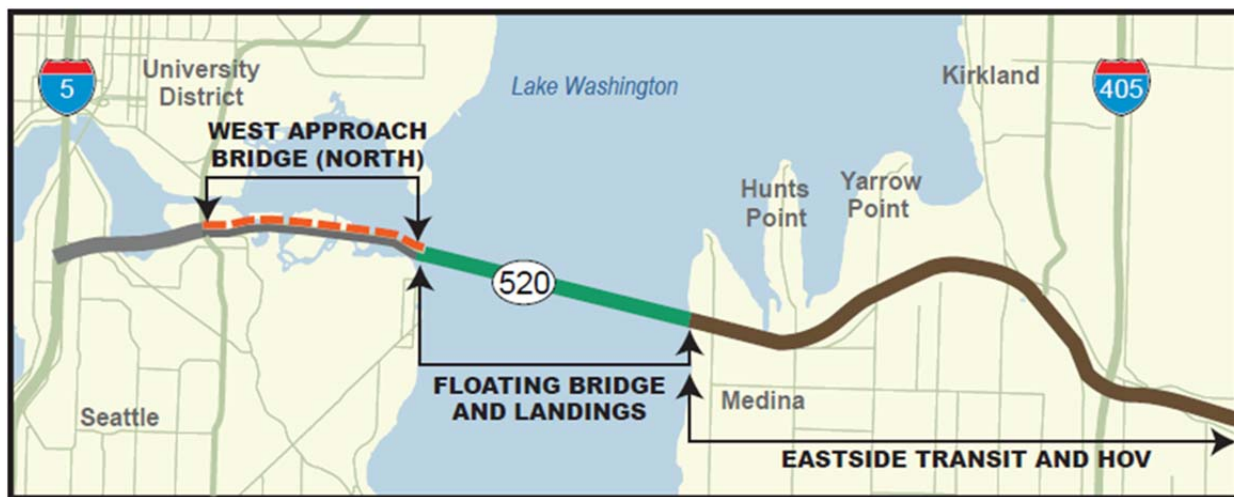 5
University
District
Lake Washington
Kirkland
405
WEST APPROACH
BRIDGE (NORTH)
Hunts
Point
Yarrow
Point
520
FLOATING BRIDGE
AND LANDINGS
Medina
Seattle
EASTSIDE TRANSIT AND HOV